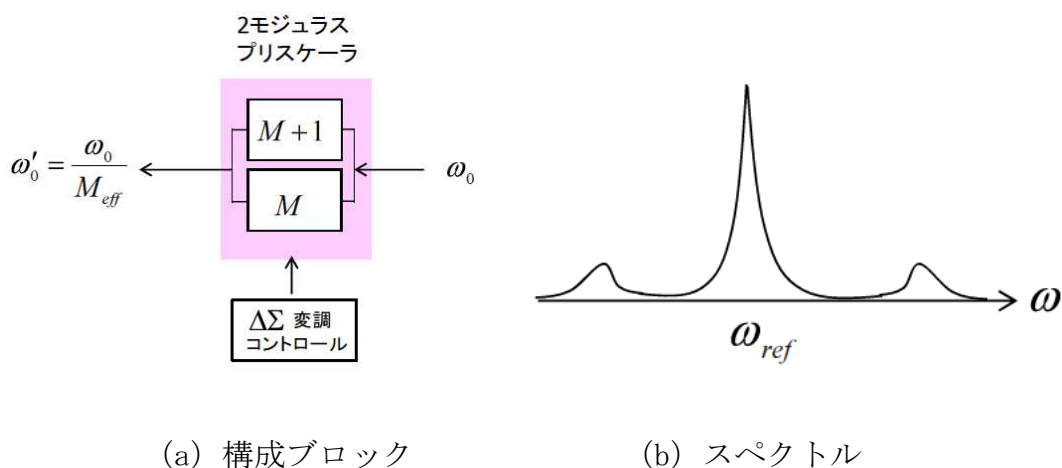 2モジュラス
プリスケーラ
M+1
ω₀′ = ω₀ / M_eff
ω₀
M
ΔΣ 変調
コントロール
ω
ω_ref
(a) 構成ブロック
(b) スペクトル